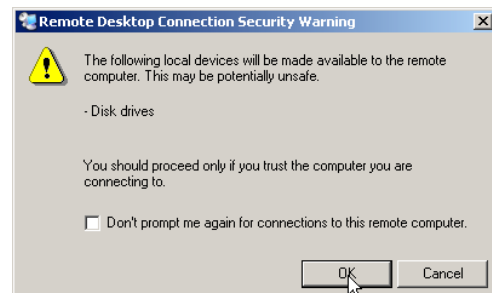 Remote Desktop Connection Security Warning
The following local devices will be made available to the remote
computer. This may be potentially unsafe.
- Disk drives
You should proceed only if you trust the computer you are
connecting to.
Don't prompt me again for connections to this remote computer.
OK Cancel